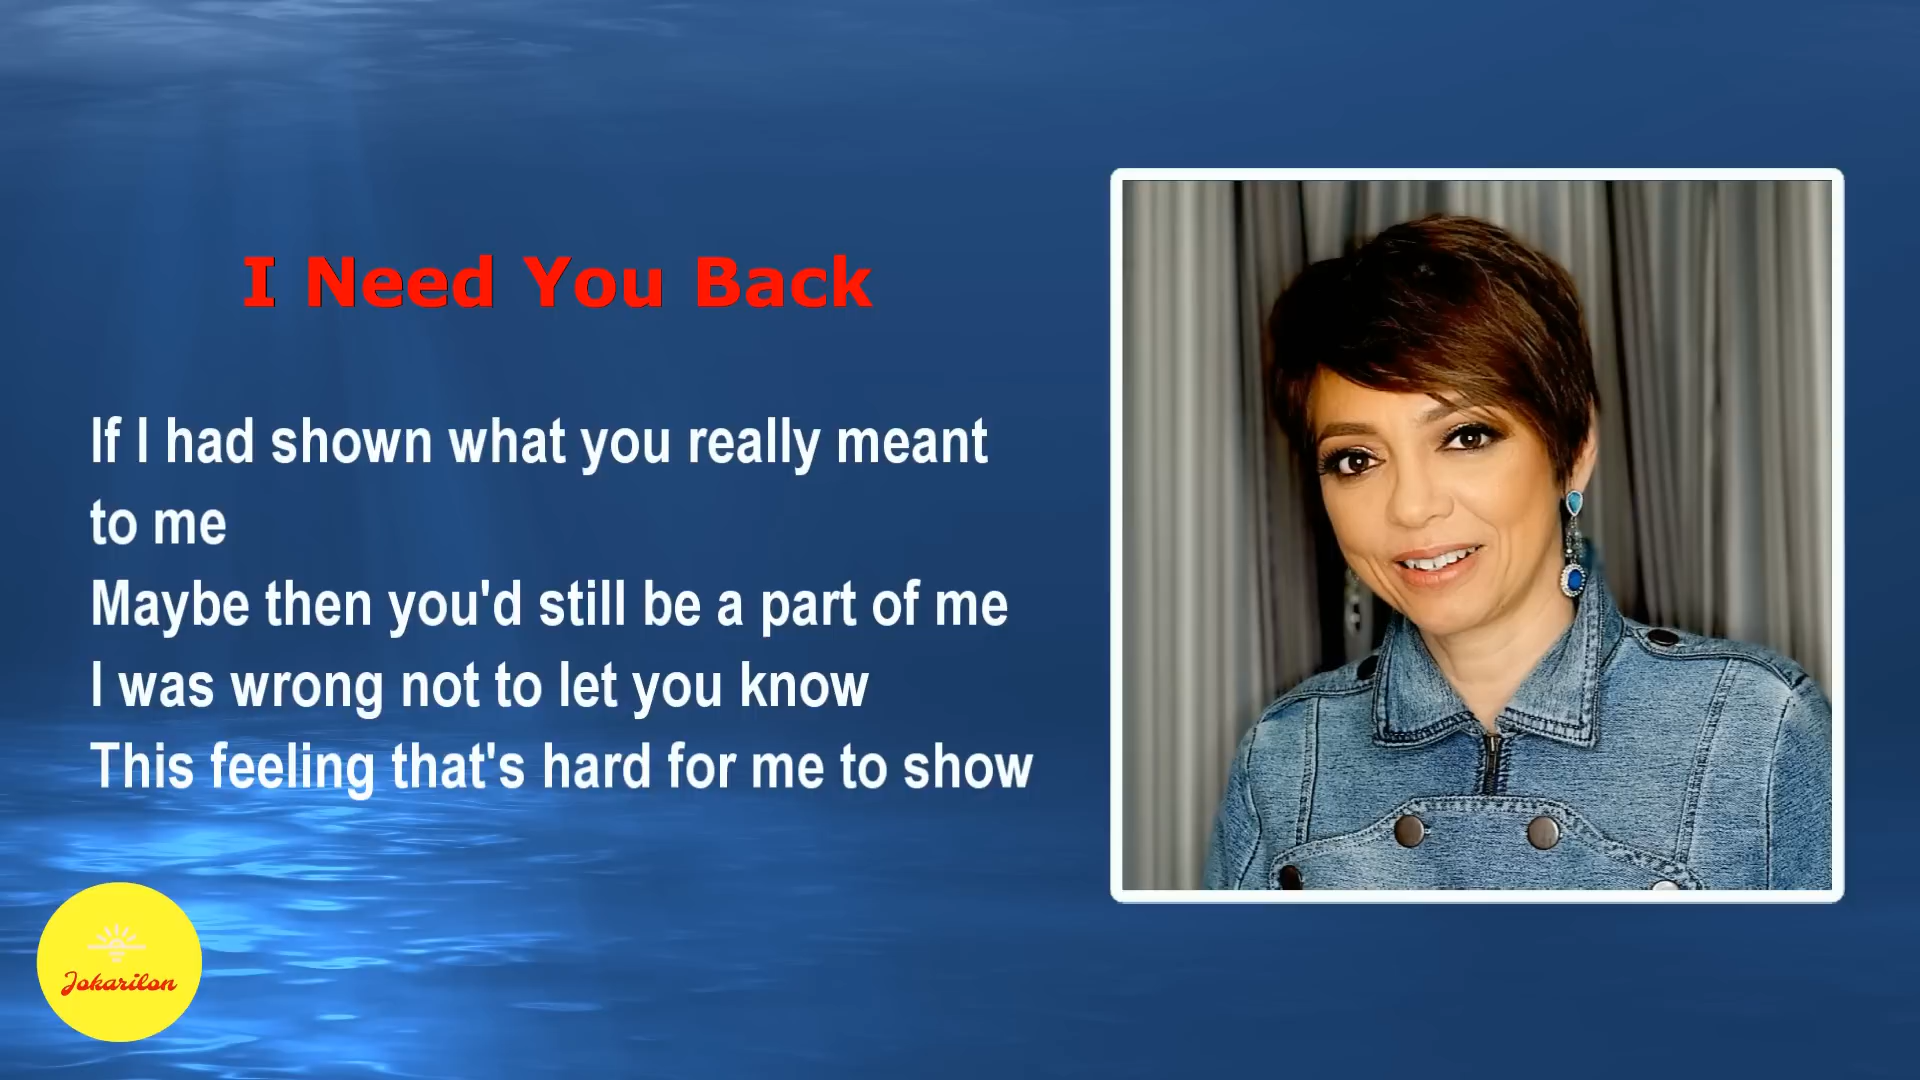 I Need You Back
If I had shown what you really meant
to me
Maybe then you'd still be a part of me
I was wrong not to let you know
This feeling that's hard for me to show
Jokarilon